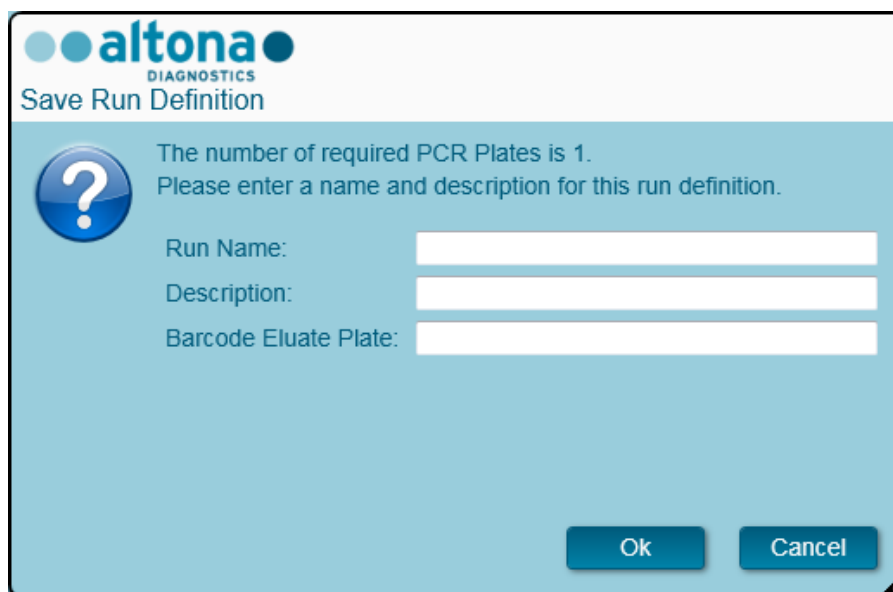 altona
DIAGNOSTICS
Save Run Definition
?
The number of required PCR Plates is 1.
Please enter a name and description for this run definition.
Run Name:
Description:
Barcode Eluate Plate:
Ok Cancel